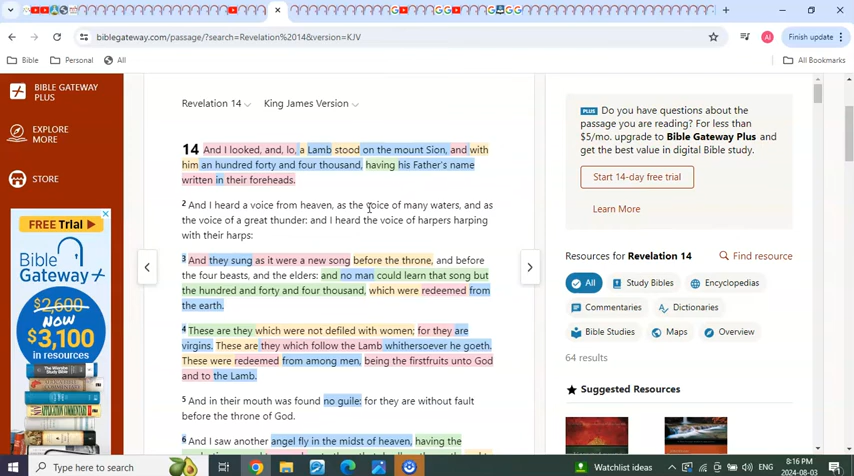 biblegateway.com/passage/?search=Revelation%2014&version=KJV
AI
Finish update
Bible
Personal
All
All Bookmarks
BIBLE GATEWAY
PLUS
EXPLORE
MORE
STORE
FREE Trial
Bible
Gateway+
$2,600
NOW
$3,100
in resources
Revelation 14
King James Version
14 And I looked, and, lo, a Lamb stood on the mount Sion, and with
him an hundred forty and four thousand, having his Father's name
written in their foreheads.
2 And I heard a voice from heaven, as the voice of many waters, and as
the voice of a great thunder: and I heard the voice of harpers harping
with their harps:
3 And they sung as it were a new song before the throne, and before
the four beasts, and the elders: and no man could learn that song but
the hundred and forty and four thousand, which were redeemed from
the earth.
4 These are they which were not defiled with women; for they are
virgins. These are they which follow the Lamb whithersoever he goeth.
These were redeemed from among men, being the firstfruits unto God
and to the Lamb.
5 And in their mouth was found no guile: for they are without fault
before the throne of God.
6 And I saw another angel fly in the midst of heaven, having the
PLUS Do you have questions about the
passage you are reading? For less than
$5/mo. upgrade to Bible Gateway Plus and
get the best value in digital Bible study.
Start 14-day free trial
Learn More
Resources for Revelation 14
Find resource
All
Study Bibles
Encyclopedias
Commentaries
Dictionaries
Bible Studies
Maps
Overview
64 results
Suggested Resources
Type here to search
Watchlist ideas
8:16 PM
2024-08-03